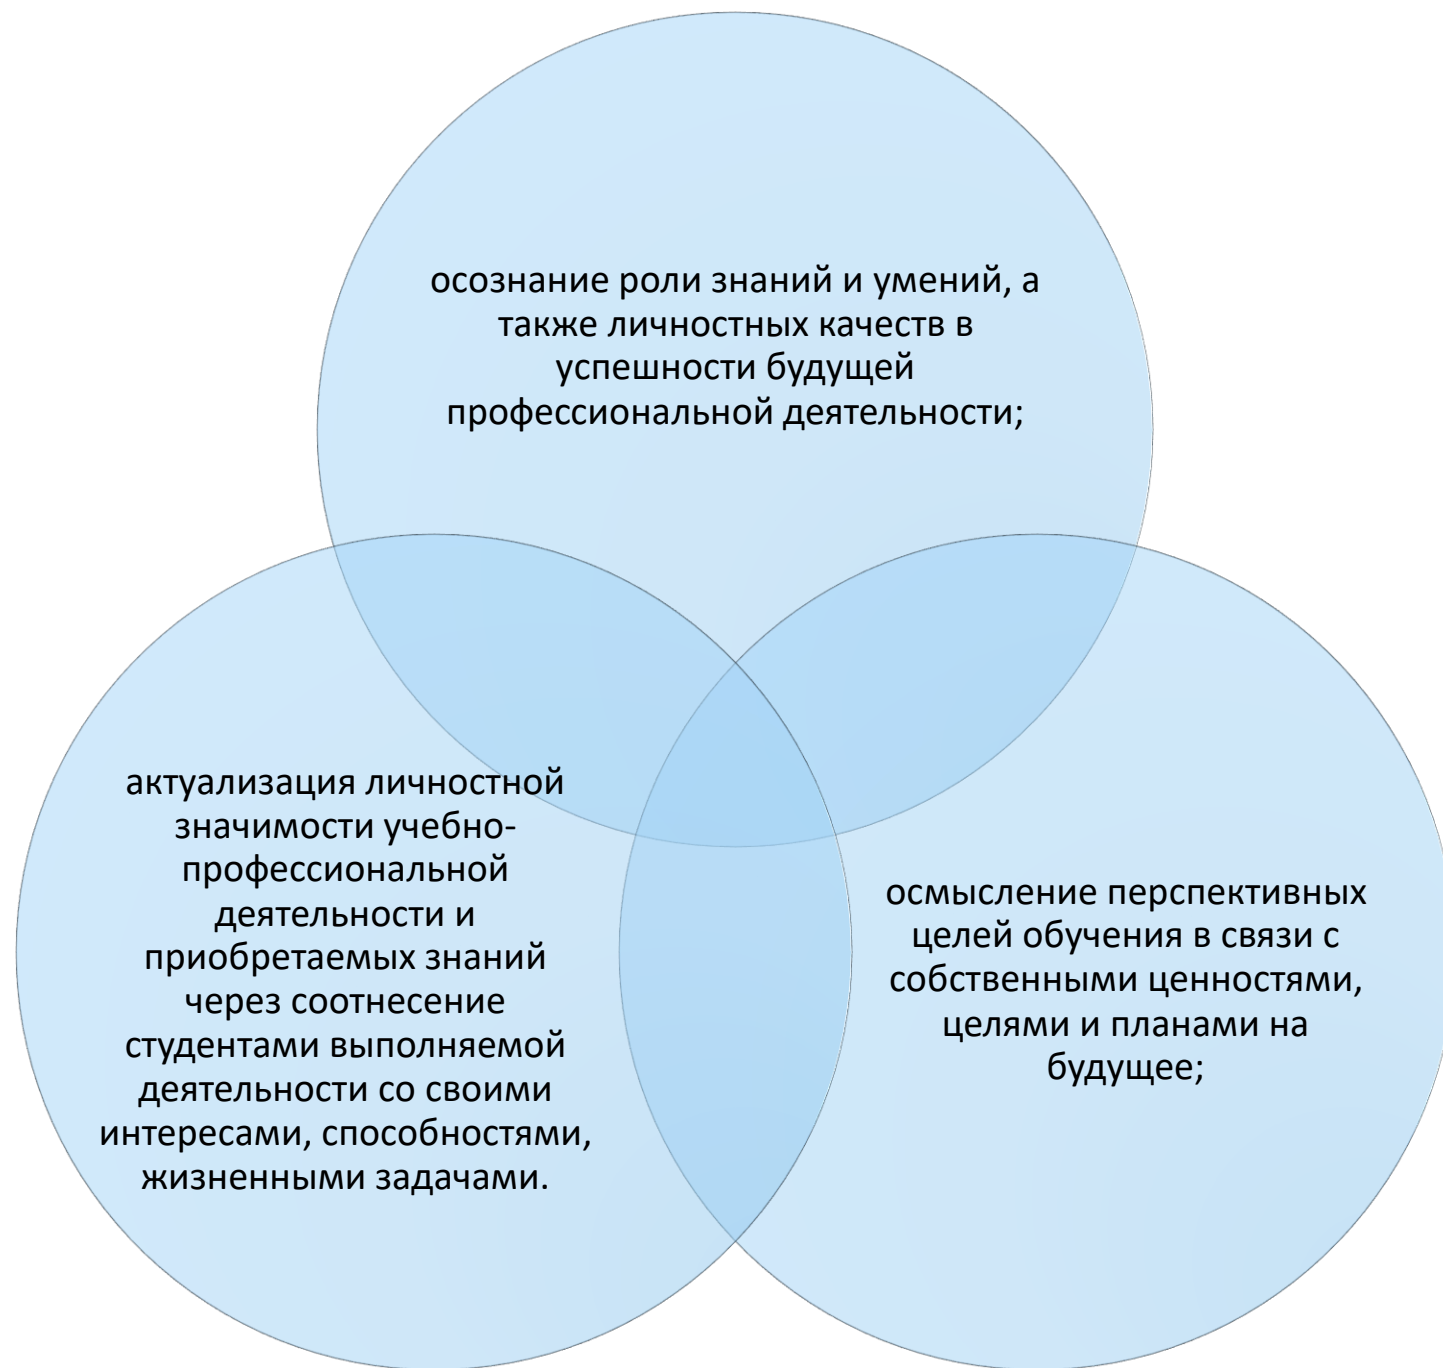 осознание роли знаний и умений, а
также личностных качеств в
успешности будущей
профессиональной деятельности;
осмысление перспективных
целей обучения в связи с
собственными ценностями,
целями и планами на
будущее;
актуализация личностной
значимости учебно-
профессиональной
деятельности и
приобретаемых знаний
через соотнесение
студентами выполняемой
деятельности со своими
интересами, способностями,
жизненными задачами.